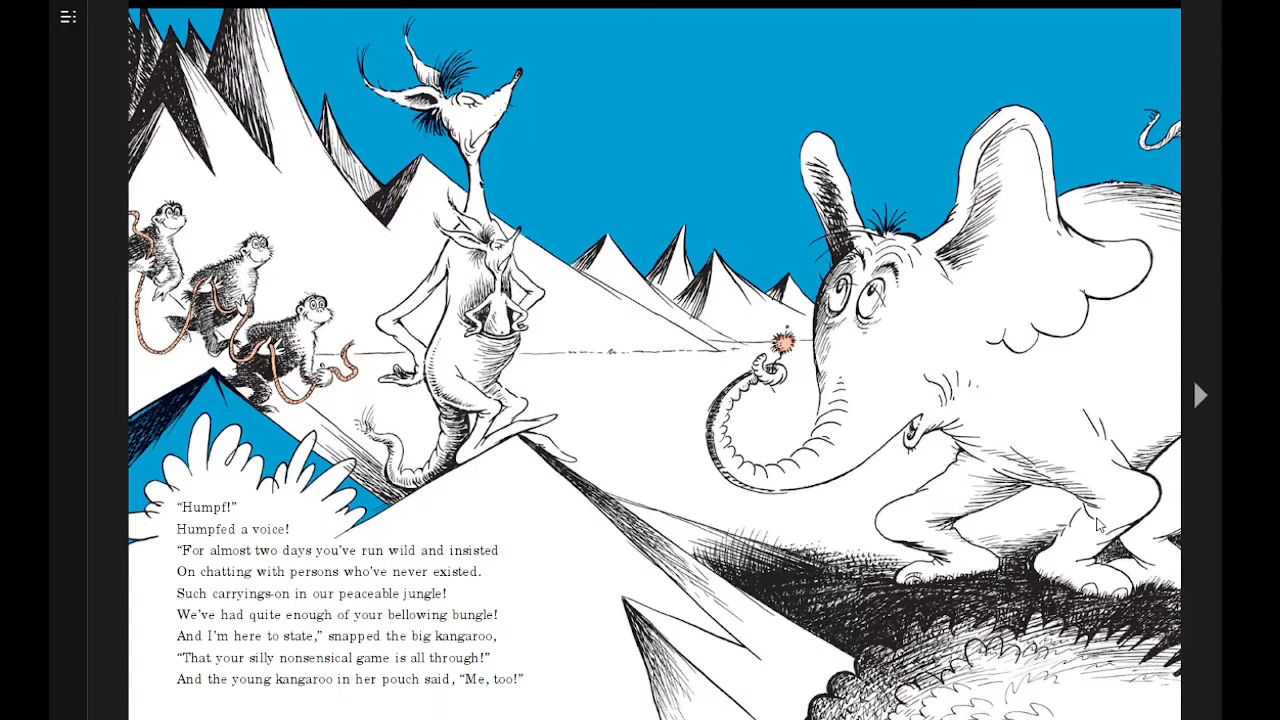 “Humpf!”
Humpfed a voice!
“For almost two days you’ve run wild and insisted
On chatting with persons who’ve never existed.
Such carryings-on in our peaceable jungle!
We’ve had quite enough of your bellowing bungle!
And I’m here to state,” snapped the big kangaroo,
“That your silly nonsensical game is all through!”
And the young kangaroo in her pouch said, “Me, too!”